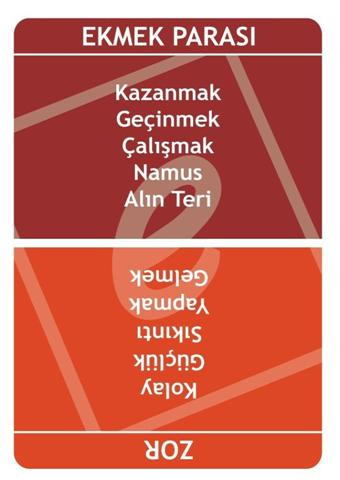 EKMEK PARASI
Kazanmak
Geçinmek
Çalışmak
Namus
Alın Teri
ZOR
Kolay
Güçlük
Sıkıntı
Yapmak
Gelmek